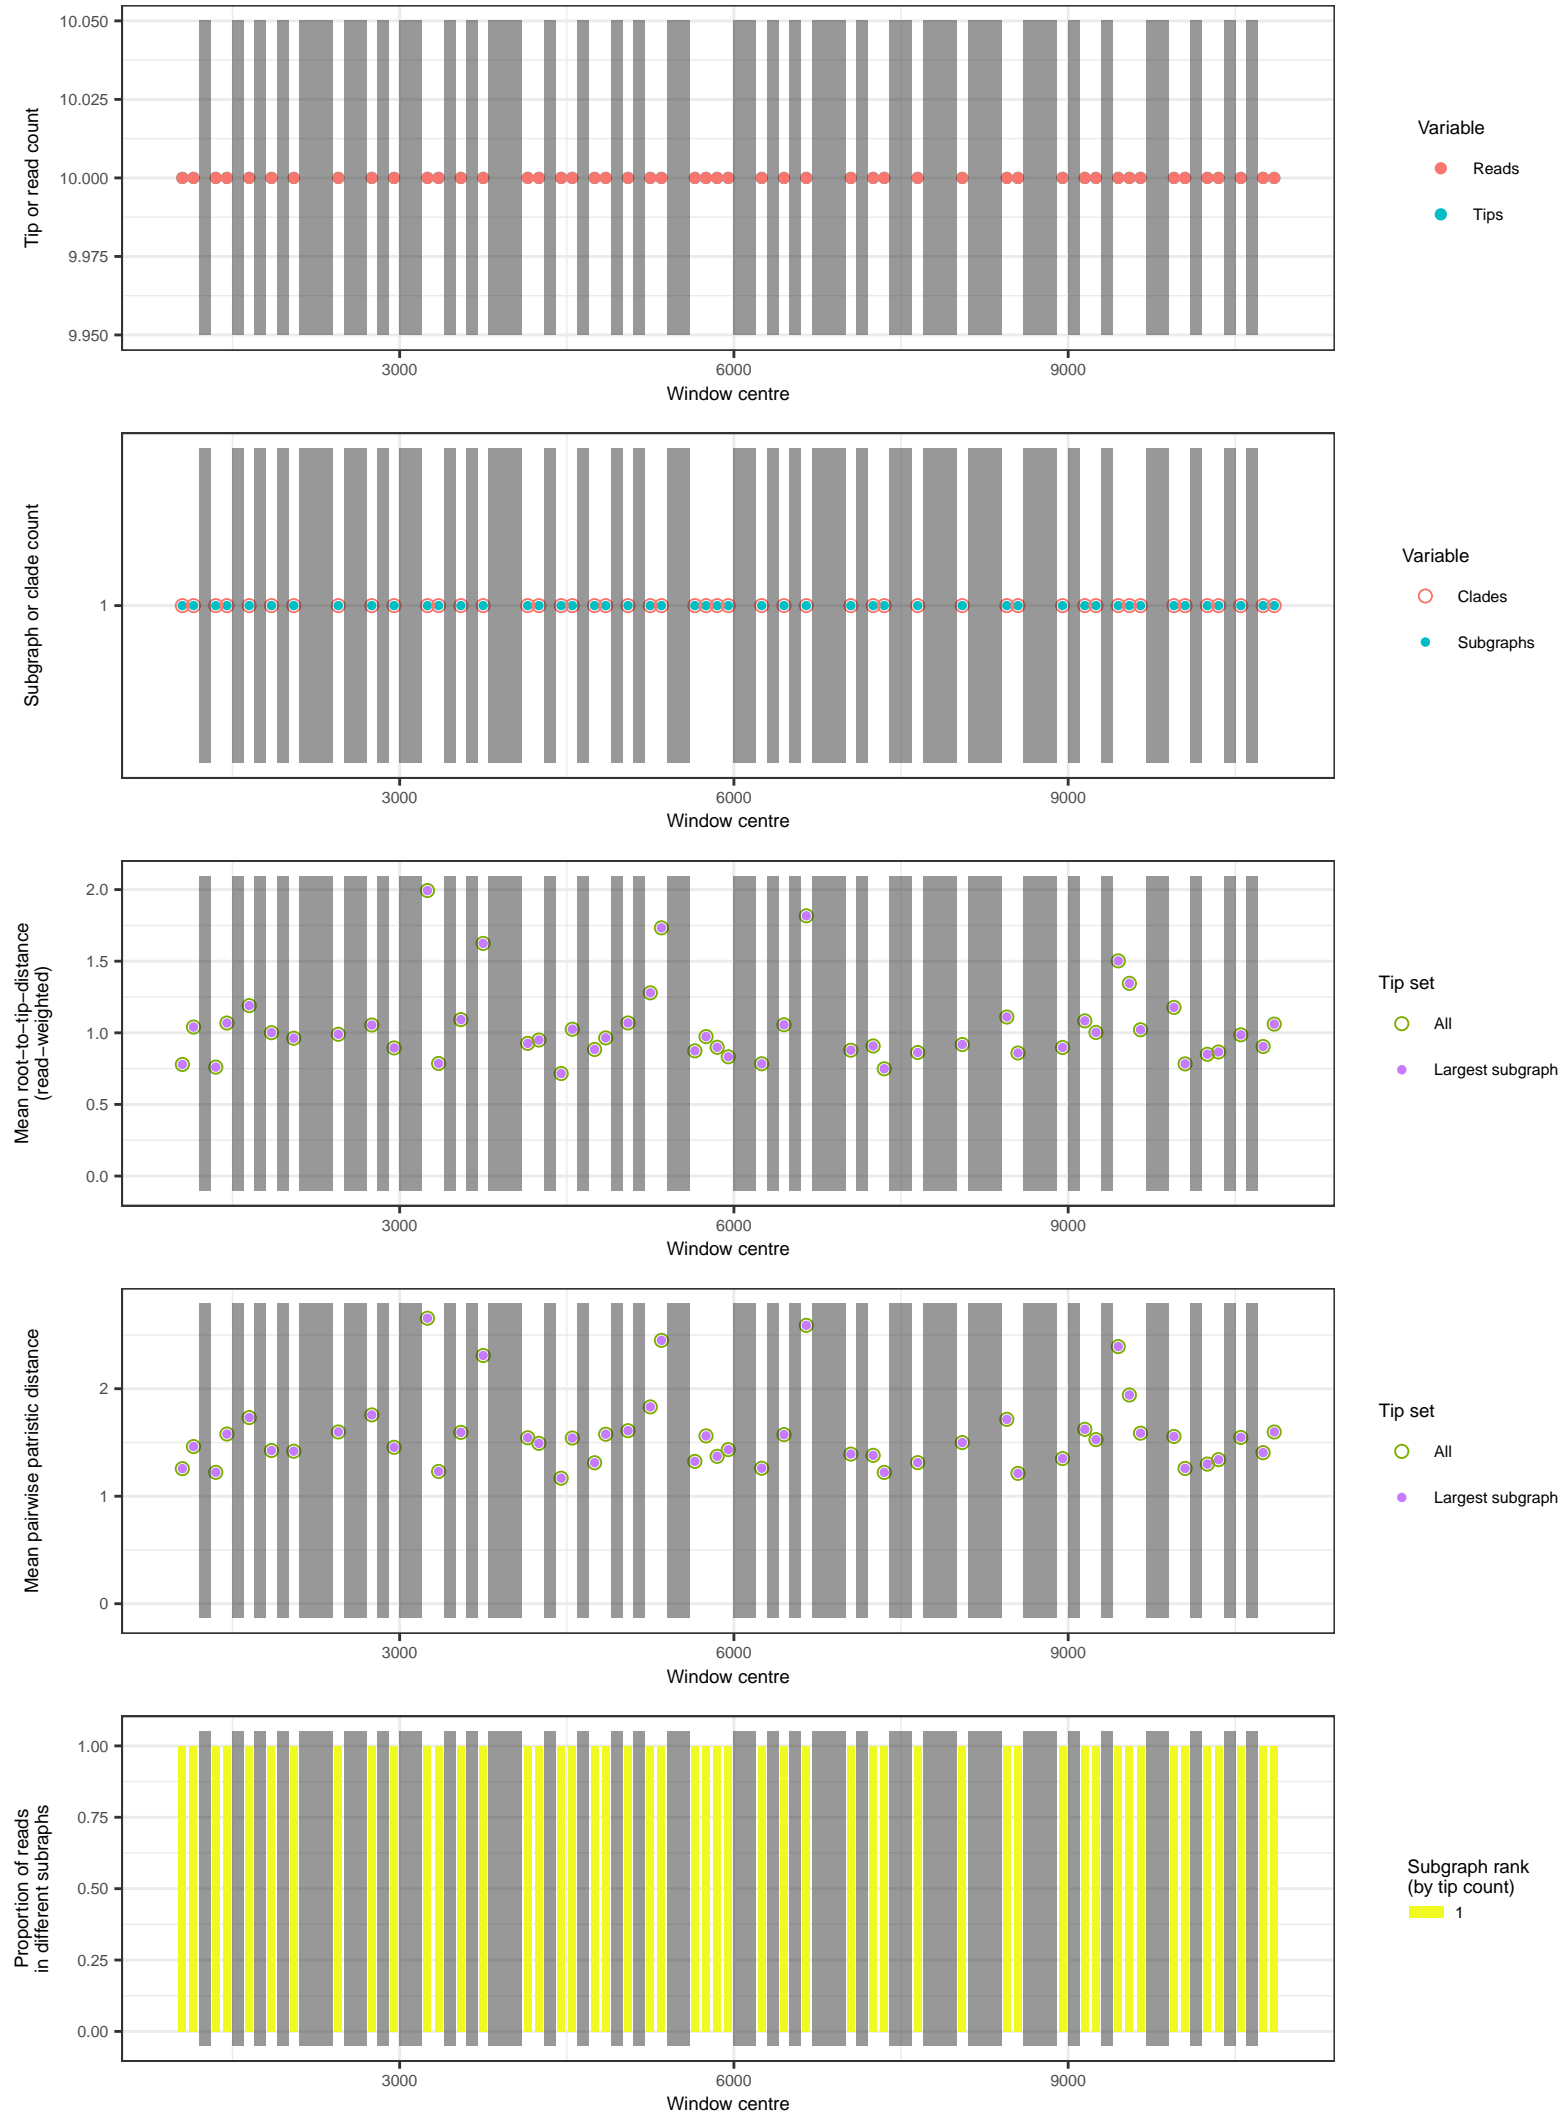 10.050
10.025
10.000
9.975
9.950
Tip or read count
3000
6000
9000
Window centre
Variable
Reads
Tips
1
Subgraph or clade count
3000
6000
9000
Window centre
Variable
Clades
Subgraphs
2.0
1.5
1.0
0.5
0.0
Mean root−to−tip−distance
(read−weighted)
3000
6000
9000
Window centre
Tip set
All
Largest subgraph
2
1
0
Mean pairwise patristic distance
3000
6000
9000
Window centre
Tip set
All
Largest subgraph
1.00
0.75
0.50
0.25
0.00
Proportion of reads
in different subraphs
3000
6000
9000
Window centre
Subgraph rank
(by tip count)
1